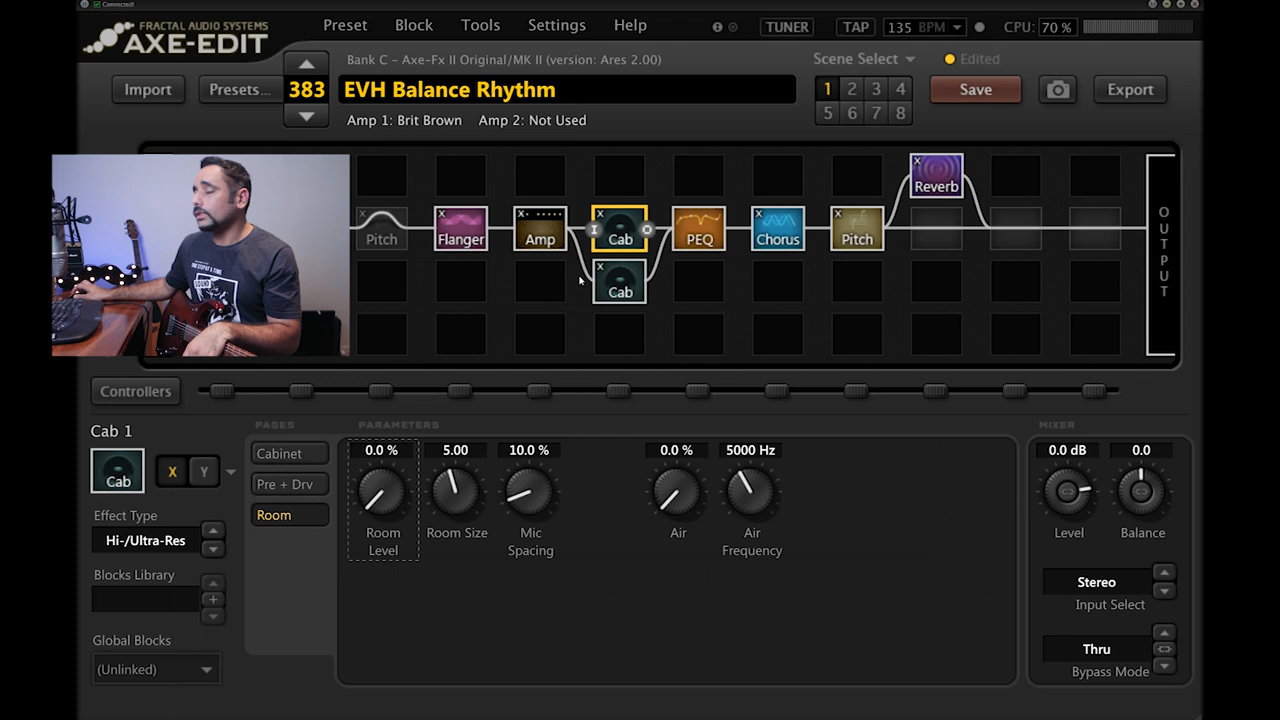 Connected!
FRACTAL AUDIO SYSTEMS
AXE-EDIT
Preset Block Tools Settings Help
TUNER TAP 135 BPM CPU: 70 %
Bank C - Axe-Fx II Original/MK II (version: Ares 2.00)
Scene Select Edited
Import Presets... 383 EVH Balance Rhythm 1 2 3 4 Save Export
Amp 1: Brit Brown Amp 2: Not Used 5 6 7 8
X Reverb
X Pitch X Flanger X Amp X Cab X PEQ X Chorus X Pitch
X Cab
OUTPUT
Controllers
Cab 1 PAGES PARAMETERS MIXER
Cab X Y
Effect Type
Hi-/Ultra-Res
Blocks Library
Global Blocks
(Unlinked)
Cabinet
Pre + Drv
Room
0.0 % 5.00 10.0 % 0.0 % 5000 Hz
Room Level Room Size Mic Spacing Air Air Frequency
0.0 dB 0.0
Level Balance
Stereo
Input Select
Thru
Bypass Mode